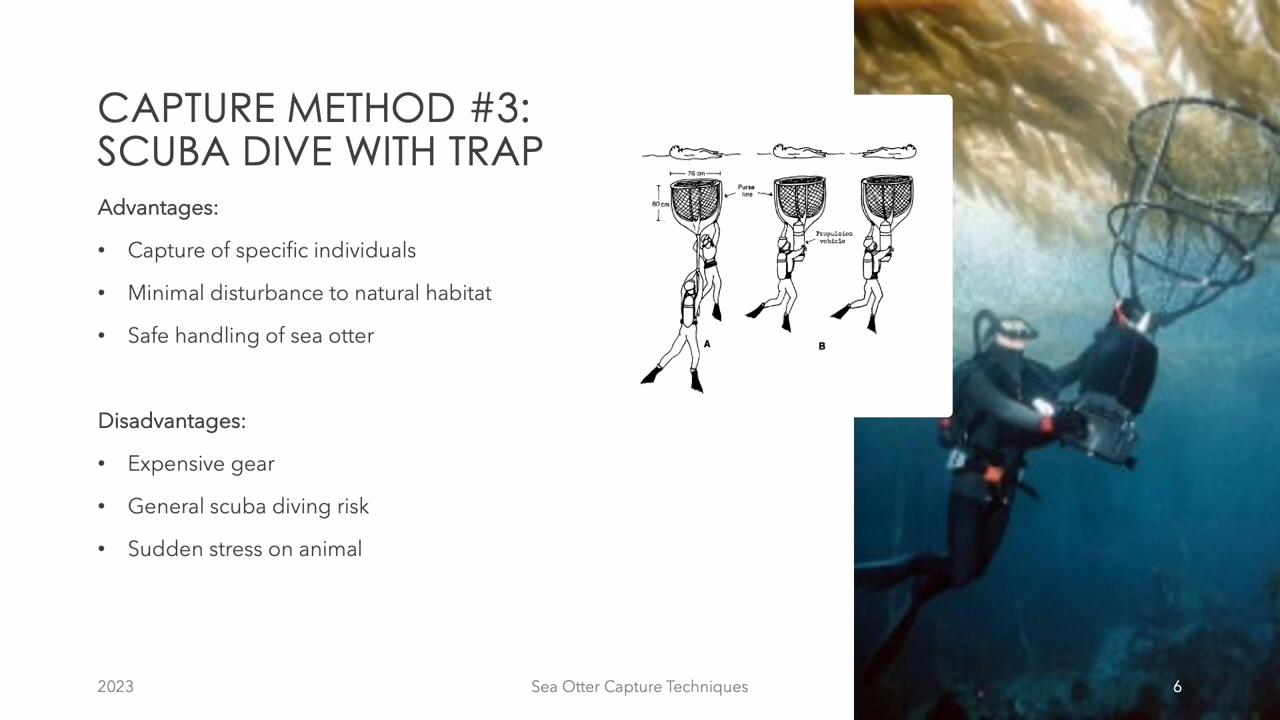 CAPTURE METHOD #3:
SCUBA DIVE WITH TRAP
Advantages:
• Capture of specific individuals
• Minimal disturbance to natural habitat
• Safe handling of sea otter
Disadvantages:
• Expensive gear
• General scuba diving risk
• Sudden stress on animal
76 cm
80 cm
Purse
line
Propulsion
vehicle
A
B
2023
Sea Otter Capture Techniques
6